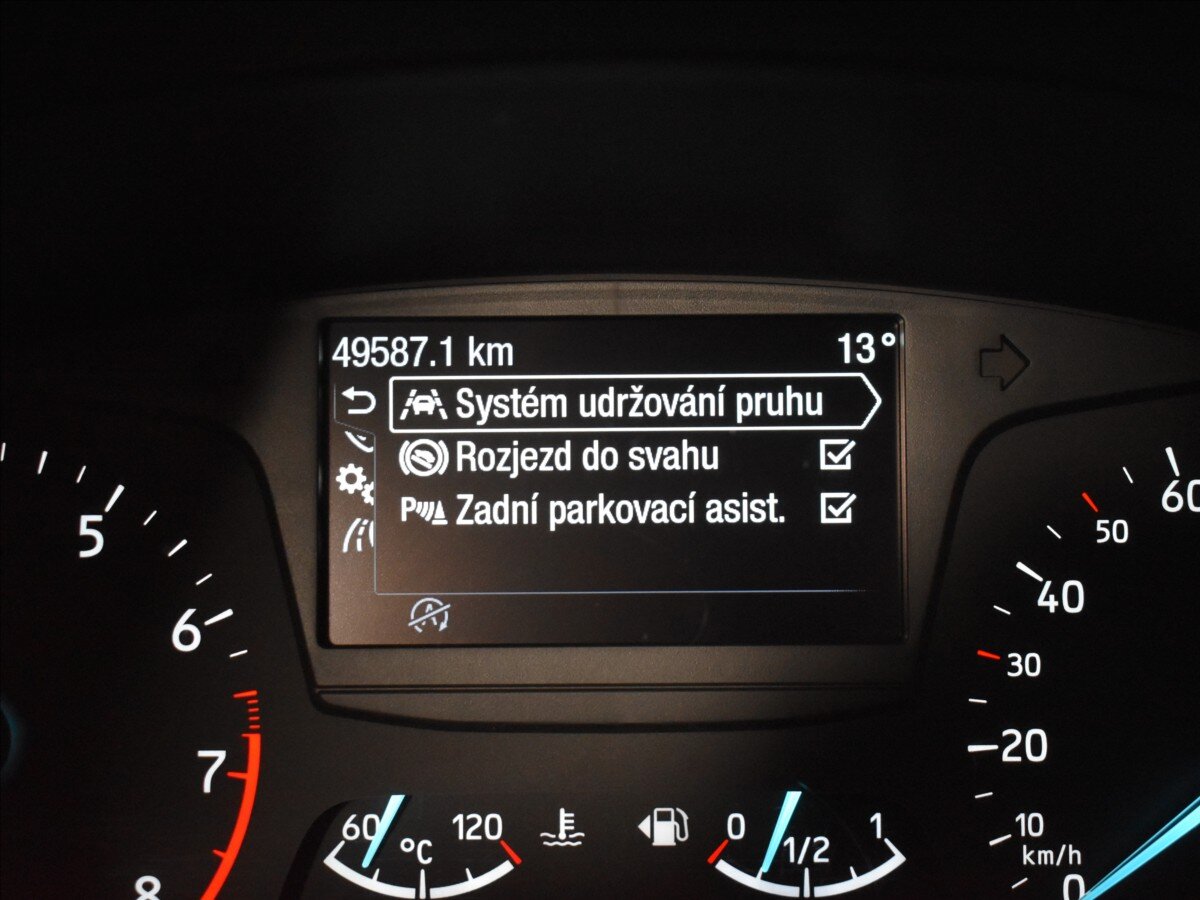 49587.1 km 13°
Systém udržování pruhu
Rozjezd do svahu
P Zadní parkovací asist.
A
5
6
7
8
60 120
°C
0 1/2 1
60
50
40
30
20
10
km/h
0